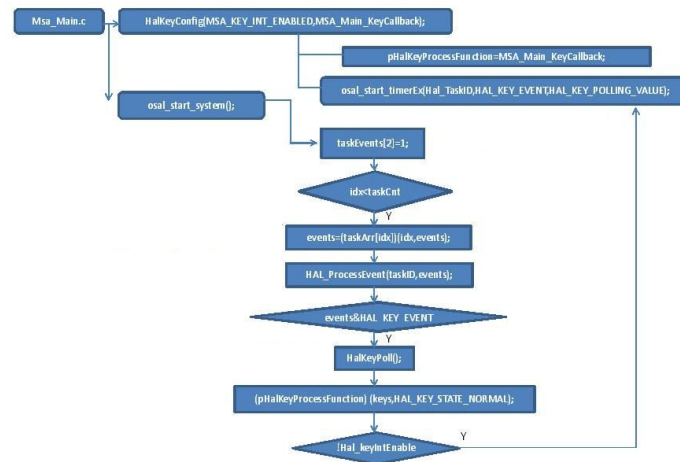 Msa_Main.c
HalKeyConfig(MSA_KEY_INT_ENABLED,MSA_Main_KeyCallback);
pHalKeyProcessFunction=MSA_Main_KeyCallback;
osal_start_timerEx(Hal_TaskID,HAL_KEY_EVENT,HAL_KEY_POLLING_VALUE);
osal_start_system();
taskEvents[2]=1;
idx<taskCnt
Y
events=(taskArr[idx])(idx,events);
HAL_ProcessEvent(taskID,events);
events&HAL_KEY_EVENT
Y
HalKeyPoll();
(pHalKeyProcessFunction) (keys,HAL_KEY_STATE_NORMAL);
!Hal_keyIntEnable
Y